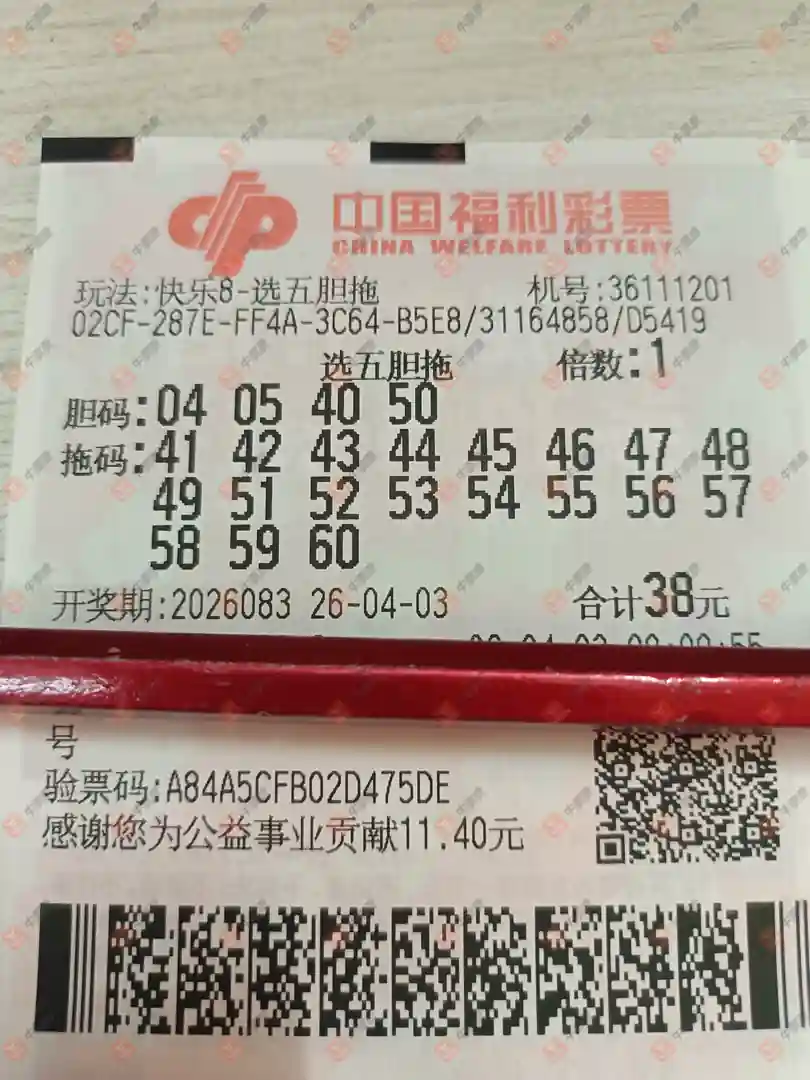 中国福利彩票
CHINA WELFARE LOTTERY
玩法:快乐8-选五胆拖 机号:36111201
02CF-287E-FF4A-3C64-B5E8/31164858/D5419
选五胆拖 倍数:1
胆码:04 05 40 50
拖码:41 42 43 44 45 46 47 48
49 51 52 53 54 55 56 57
58 59 60
开奖期:2026083 26-04-03 合计38元
号
验票码:A84A5CFB02D475DE
感谢您为公益事业贡献11.40元